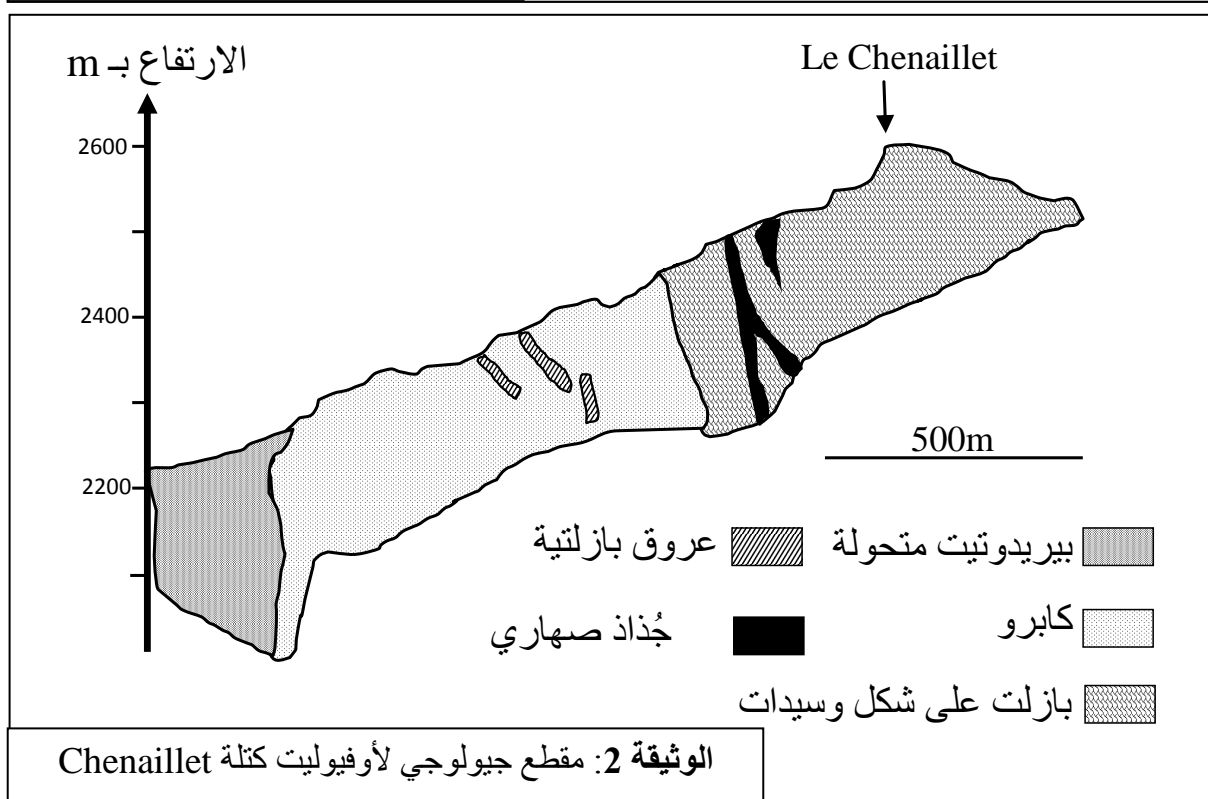 الارتفاع بـ m
Le Chenaillet
2600
2400
2200
500m
بيريدوتيت متحولة
عروق بازلتية
كابرو
جُذاذ صهاري
بازلت على شكل وسيدات
الوثيقة 2: مقطع جيولوجي لأوفيوليت كتلة Chenaillet